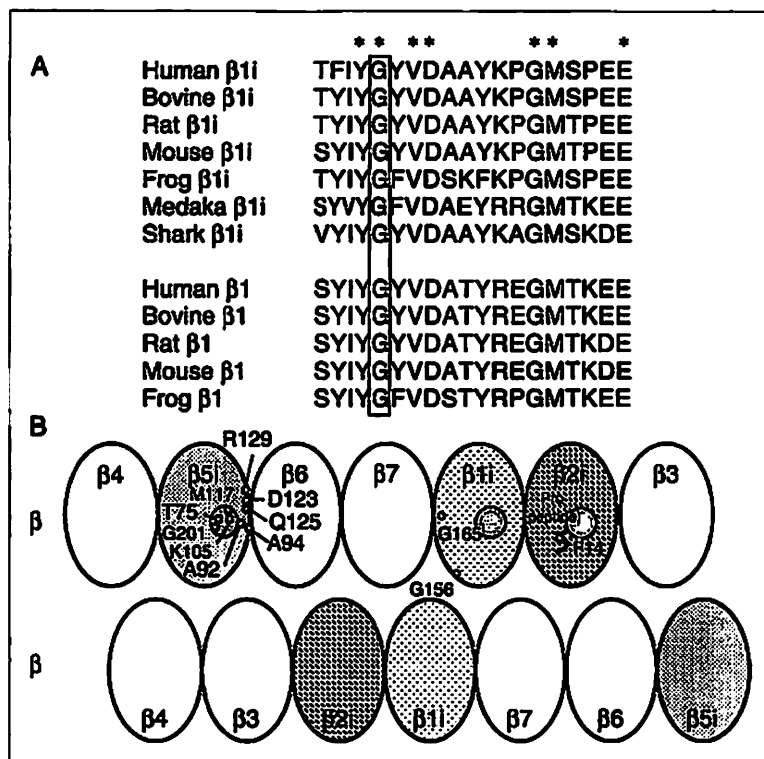 * * * * * * *
A
Human β1i TFIYGYVDAAYKPGMSPEE
Bovine β1i TYIYGYVDAAYKPGMSPEE
Rat β1i TYIYGYVDAAYKPGMTPEE
Mouse β1i SYIYGYVDAAYKPGMTPEE
Frog β1i TYIYGFVDSKFKPGMSPEE
Medaka β1i SYVYGFVDAEYRRGMTKEE
Shark β1i VYIYGYVDAAYKAGMSKDE
Human β1 SYIYGYVDATYREGMTKEE
Bovine β1 SYIYGYVDATYREGMTKEE
Rat β1 SYIYGYVDATYREGMTKDE
Mouse β1 SYIYGYVDATYREGMTKDE
Frog β1 SYIYGFVDSTYRPGMTKEE
B
R129
β β4 β5i β6 β7 β1i β2i β3
M117 D123
T75 Q125
G201 G165
K105 A94
A92
G156
β β4 β3 β2i β1i β7 β6 β5i